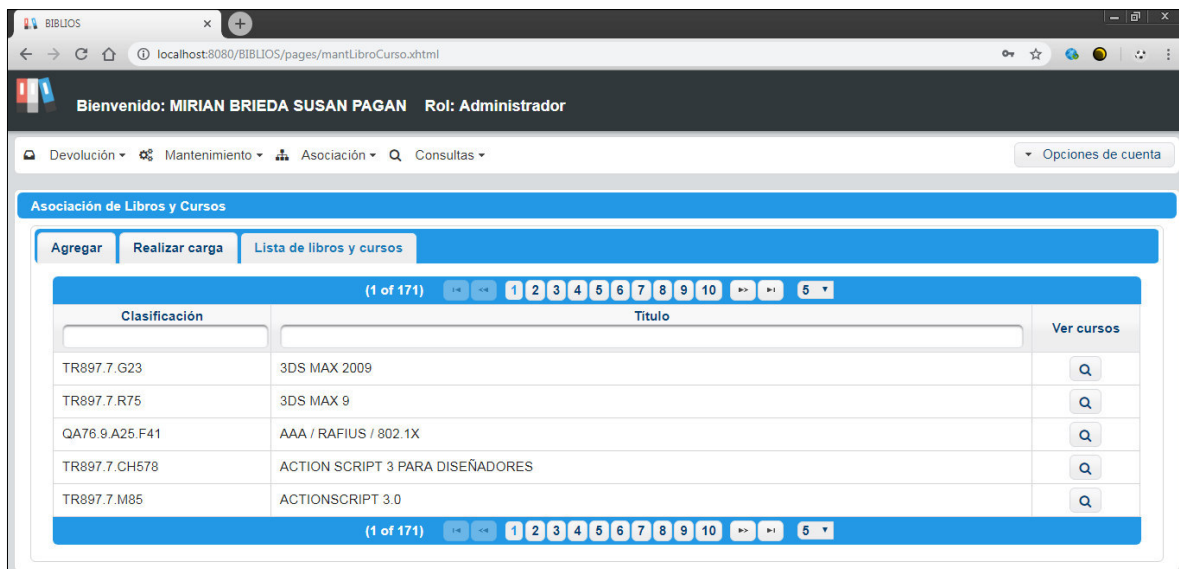 BIBLIOS
localhost:8080/BIBLIOS/pages/mantLibroCurso.xhtml
Bienvenido: MIRIAN BRIEDA SUSAN PAGAN Rol: Administrador
Devolución Mantenimiento Asociación Consultas Opciones de cuenta
Asociación de Libros y Cursos
Agregar Realizar carga Lista de libros y cursos
(1 of 171) 1 2 3 4 5 6 7 8 9 10 5
Clasificación Título Ver cursos
TR897.7.G23 3DS MAX 2009
TR897.7.R75 3DS MAX 9
QA76.9.A25.F41 AAA / RAFIUS / 802.1X
TR897.7.CH578 ACTION SCRIPT 3 PARA DISEÑADORES
TR897.7.M85 ACTIONSCRIPT 3.0
(1 of 171) 1 2 3 4 5 6 7 8 9 10 5